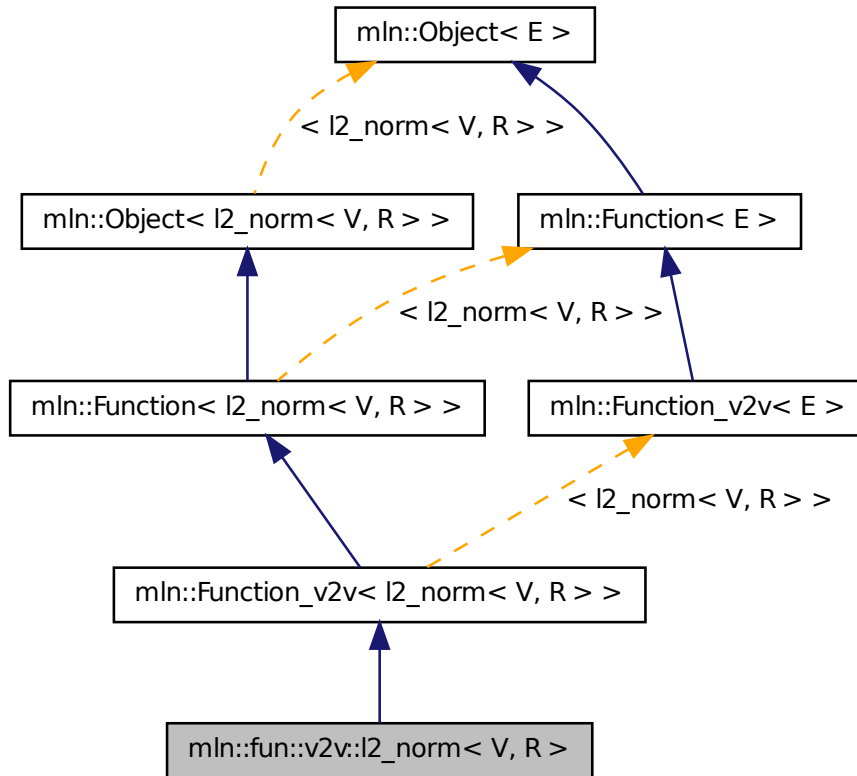 mln::Object< E >
< l2_norm< V, R > >
mln::Object< l2_norm< V, R > >
mln::Function< E >
< l2_norm< V, R > >
mln::Function< l2_norm< V, R > >
mln::Function_v2v< E >
< l2_norm< V, R > >
mln::Function_v2v< l2_norm< V, R > >
mln::fun::v2v::l2_norm< V, R >